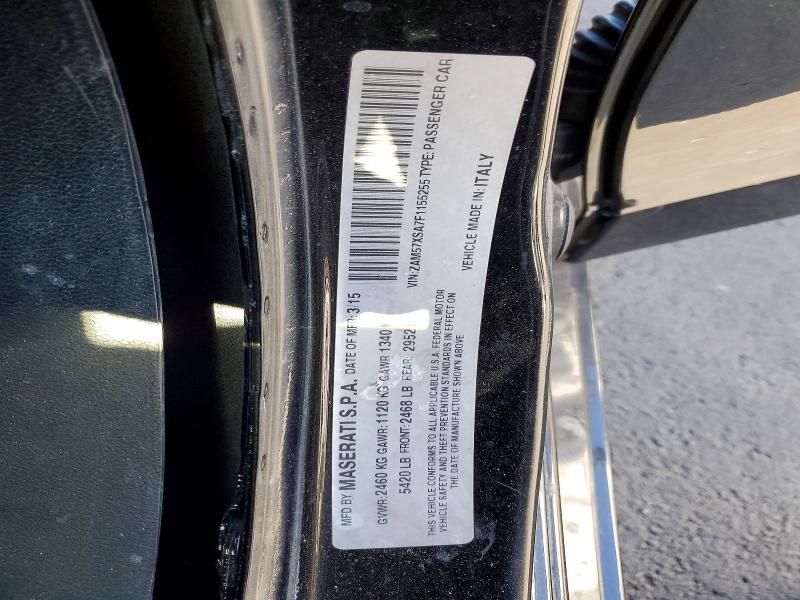 MFD BY MASERATI S.P.A. DATE OF MFR: 3/15
GVWR: 2460 KG GAWR: 1120 KG GAWR 1340
5420 LB FRONT: 2468 LB REAR: 2952
VIN: ZAM57XSA7F1155255 TYPE: PASSENGER CAR
THIS VEHICLE CONFORMS TO ALL APPLICABLE U.S.A. FEDERAL MOTOR
VEHICLE SAFETY AND THEFT PREVENTION STANDARDS IN EFFECT ON
THE DATE OF MANUFACTURE SHOWN ABOVE
VEHICLE MADE IN: ITALY